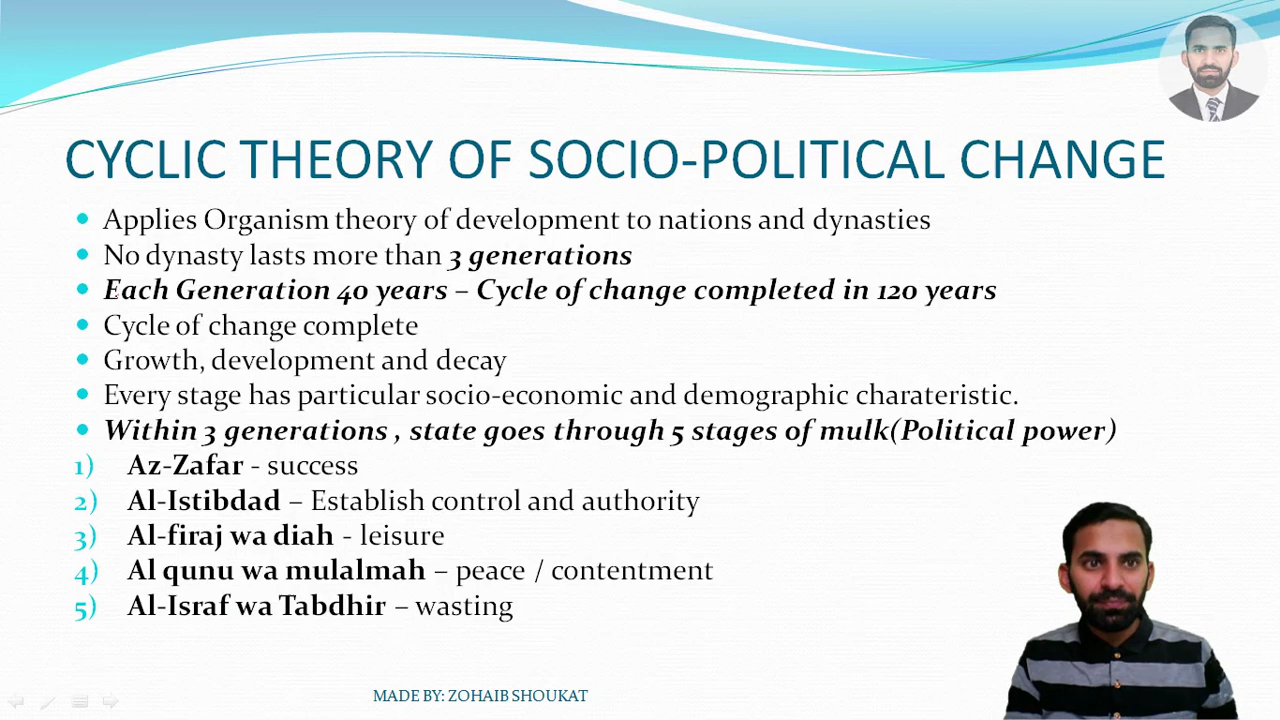 CYCLIC THEORY OF SOCIO-POLITICAL CHANGE
Applies Organism theory of development to nations and dynasties
No dynasty lasts more than 3 generations
Each Generation 40 years – Cycle of change completed in 120 years
Cycle of change complete
Growth, development and decay
Every stage has particular socio-economic and demographic charateristic.
Within 3 generations , state goes through 5 stages of mulk(Political power)
1) Az-Zafar - success
2) Al-Istibdad – Establish control and authority
3) Al-firaj wa diah - leisure
4) Al qunu wa mulalmah – peace / contentment
5) Al-Israf wa Tabdhir – wasting
MADE BY: ZOHAIB SHOUKAT